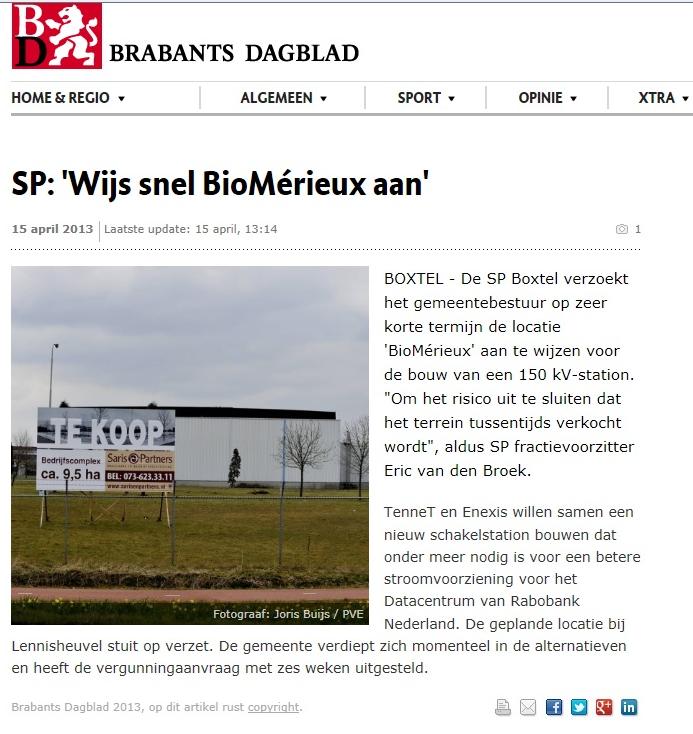 BD
BRABANTS DAGBLAD
HOME & REGIO
ALGEMEEN
SPORT
OPINIE
XTRA
SP: 'Wijs snel BioMérieux aan'
15 april 2013 Laatste update: 15 april, 13:14
1
TE KOOP
Bedrijfscomplex
ca. 9,5 ha
Saris Partners
BEL: 073-623.33.11
Fotograaf: Joris Buijs / PVE
BOXTEL - De SP Boxtel verzoekt
het gemeentebestuur op zeer
korte termijn de locatie
'BioMérieux' aan te wijzen voor
de bouw van een 150 kV-station.
"Om het risico uit te sluiten dat
het terrein tussentijds verkocht
wordt", aldus SP fractievoorzitter
Eric van den Broek.
TenneT en Enexis willen samen een
nieuw schakelstation bouwen dat
onder meer nodig is voor een betere
stroomvoorziening voor het
Datacentrum van Rabobank
Nederland. De geplande locatie bij
Lennisheuvel stuit op verzet. De gemeente verdiept zich momenteel in de alternatieven
en heeft de vergunningaanvraag met zes weken uitgesteld.
Brabants Dagblad 2013, op dit artikel rust copyright.